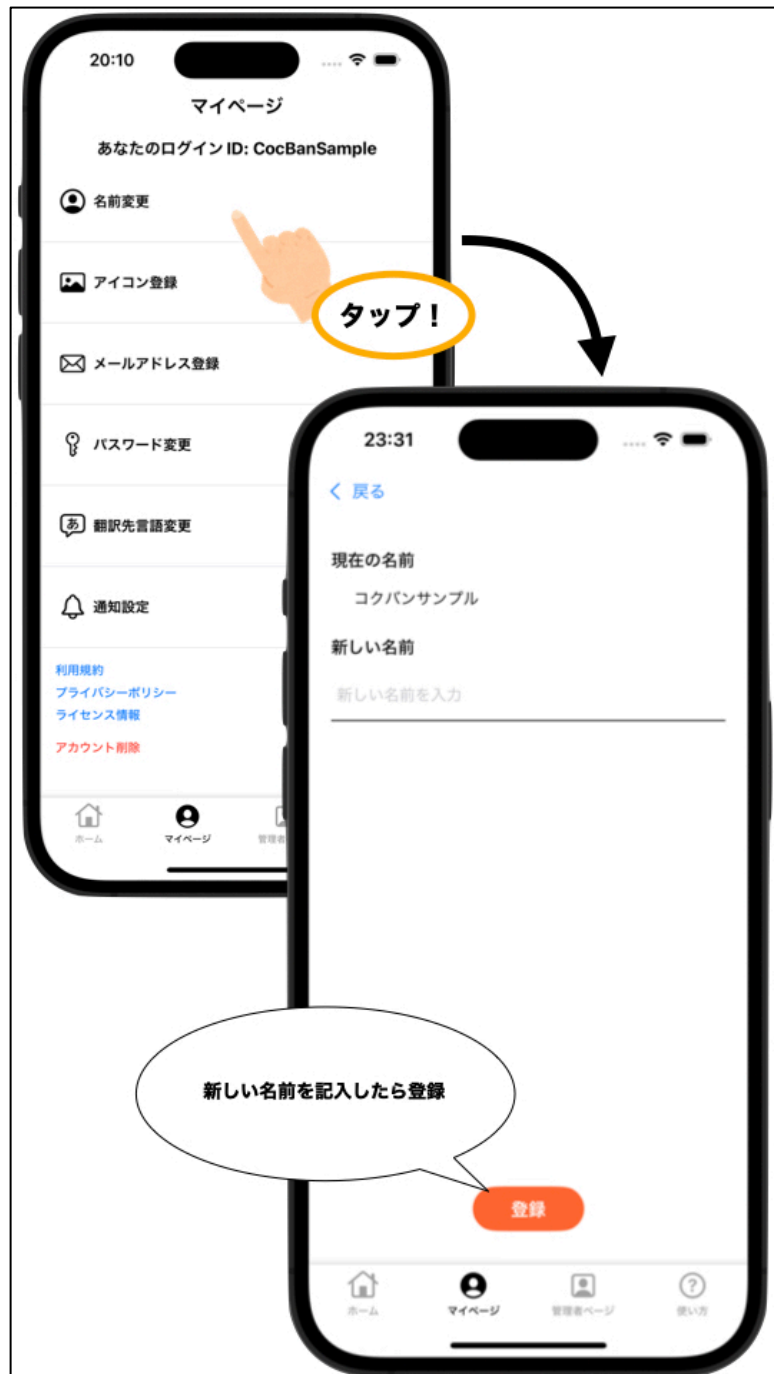 20:10
マイページ
あなたのログイン ID: CocBanSample
名前変更
アイコン登録
タップ！
メールアドレス登録
パスワード変更
翻訳先言語変更
通知設定
利用規約
プライバシーポリシー
ライセンス情報
アカウント削除
ホーム
マイページ
管理者
23:31
戻る
現在の名前
コクバンサンプル
新しい名前
新しい名前を入力
新しい名前を記入したら登録
登録
ホーム
マイページ
管理者ページ
使い方